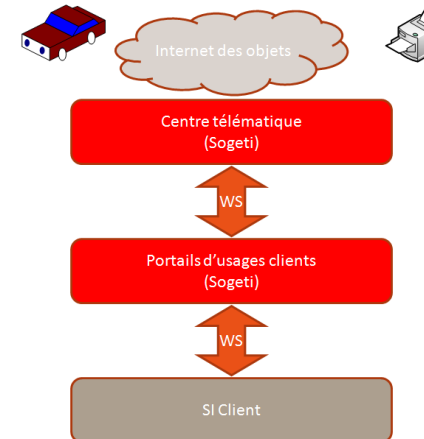 Internet des objets
Centre télématique
(Sogeti)
WS
Portails d'usages clients
(Sogeti)
WS
SI Client